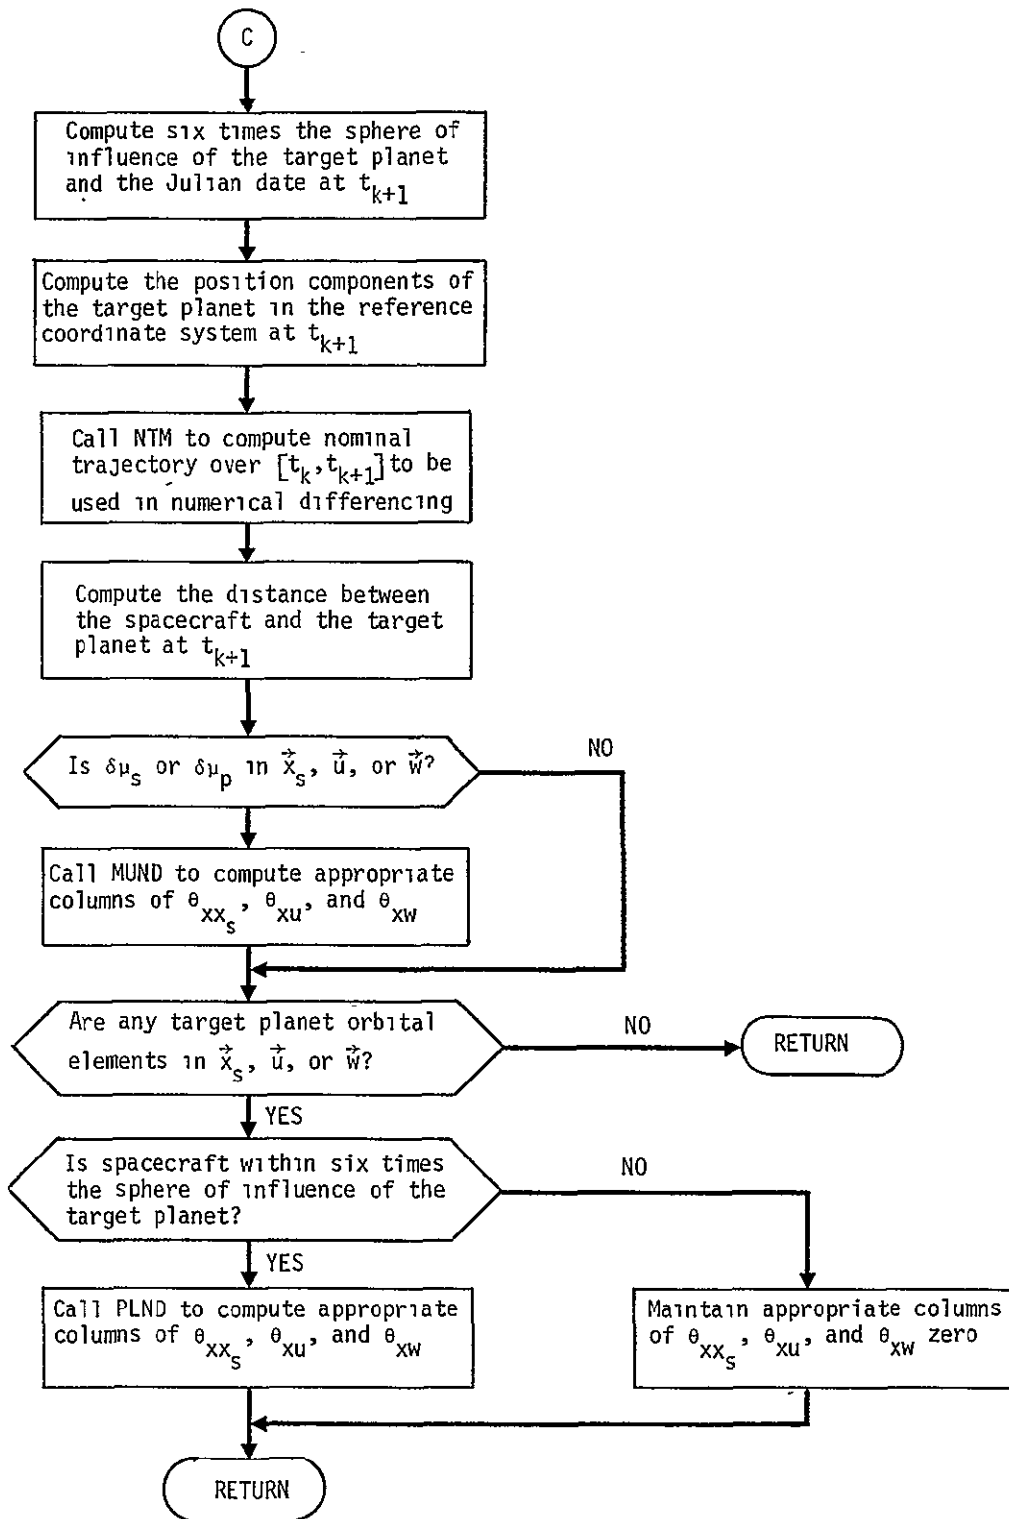 C
Compute six times the sphere of
influence of the target planet
and the Julian date at t_{k+1}
Compute the position components of
the target planet in the reference
coordinate system at t_{k+1}
Call NTM to compute nominal
trajectory over [t_k, t_{k+1}] to be
used in numerical differencing
Compute the distance between
the spacecraft and the target
planet at t_{k+1}
Is δμ_s or δμ_p in \vec{x}_s, \vec{u}, or \vec{w}?
NO
Call MUND to compute appropriate
columns of θ_{xx_s}, θ_{xu}, and θ_{xw}
Are any target planet orbital
elements in \vec{x}_s, \vec{u}, or \vec{w}?
NO
RETURN
YES
Is spacecraft within six times
the sphere of influence of the
target planet?
NO
YES
Call PLND to compute appropriate
columns of θ_{xx_s}, θ_{xu}, and θ_{xw}
Maintain appropriate columns
of θ_{xx_s}, θ_{xu}, and θ_{xw} zero
RETURN